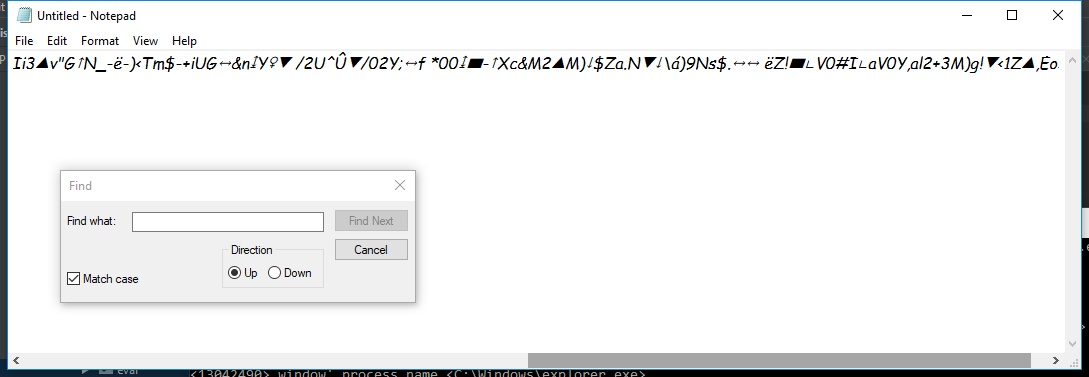 Untitled - Notepad
File Edit Format View Help
Ii3▲v"G↑N_-ë-)<Tm$-+iUG↔&n↨Y♀▼ /2U^Û▼/02Y;↔f *00↨■-↑Xc&M2▲M)↓$Za.N▼↓\á)9Ns$.↔↔ ëZ!■∟V0#I∟aV0Y,al2+3M)g!▼<1Z▲,Eo
Find
Find what:
Find Next
Direction
Cancel
Up Down
Match case
eval
<13042490> window' process name <C:\Windows\explorer.exe>